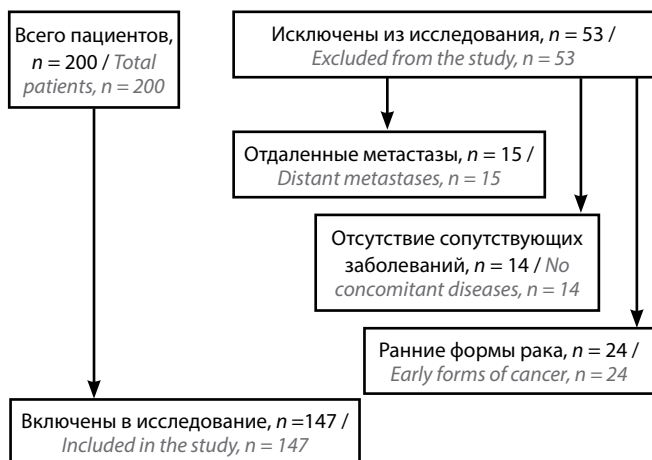 Всего пациентов,
n = 200 / Total
patients, n = 200
Исключены из исследования, n = 53 /
Excluded from the study, n = 53
Отдаленные метастазы, n = 15 /
Distant metastases, n = 15
Отсутствие сопутствующих
заболеваний, n = 14 / No
concomitant diseases, n = 14
Ранние формы рака, n = 24 /
Early forms of cancer, n = 24
Включены в исследование, n =147 /
Included in the study, n = 147